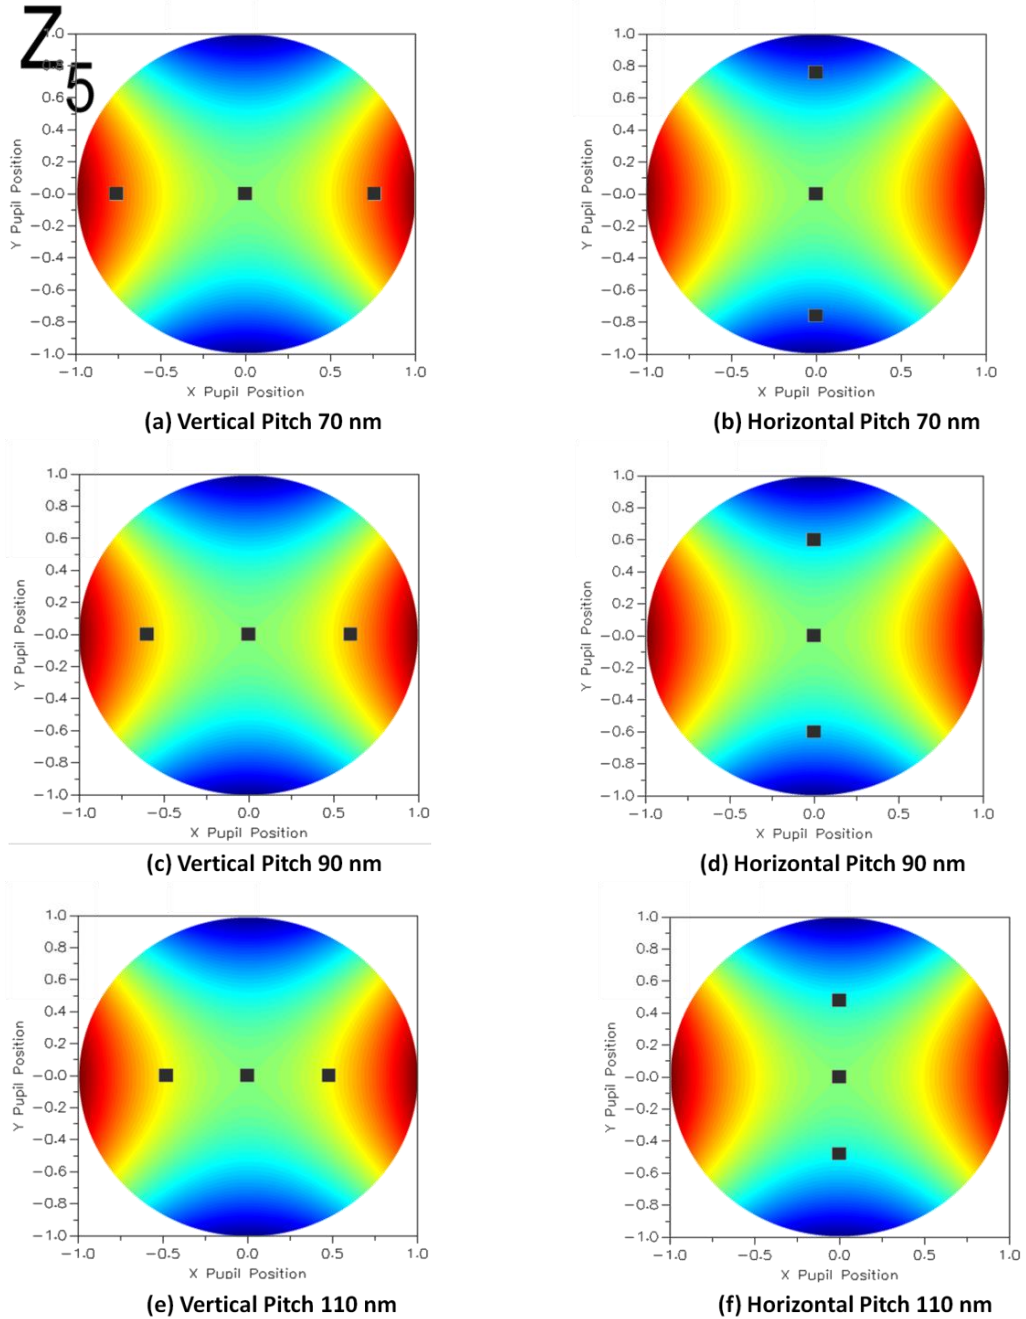 Z
5
1.0
0.8
0.6
0.4
0.2
-0.0
-0.2
-0.4
-0.6
-0.8
-1.0
Y Pupil Position
-1.0 -0.5 0.0 0.5 1.0
X Pupil Position
(a) Vertical Pitch 70 nm
1.0
0.8
0.6
0.4
0.2
-0.0
-0.2
-0.4
-0.6
-0.8
-1.0
Y Pupil Position
-1.0 -0.5 0.0 0.5 1.0
X Pupil Position
(b) Horizontal Pitch 70 nm
1.0
0.8
0.6
0.4
0.2
-0.0
-0.2
-0.4
-0.6
-0.8
-1.0
Y Pupil Position
-1.0 -0.5 0.0 0.5 1.0
X Pupil Position
(c) Vertical Pitch 90 nm
1.0
0.8
0.6
0.4
0.2
-0.0
-0.2
-0.4
-0.6
-0.8
-1.0
Y Pupil Position
-1.0 -0.5 0.0 0.5 1.0
X Pupil Position
(d) Horizontal Pitch 90 nm
1.0
0.8
0.6
0.4
0.2
-0.0
-0.2
-0.4
-0.6
-0.8
-1.0
Y Pupil Position
-1.0 -0.5 0.0 0.5 1.0
X Pupil Position
(e) Vertical Pitch 110 nm
1.0
0.8
0.6
0.4
0.2
-0.0
-0.2
-0.4
-0.6
-0.8
-1.0
Y Pupil Position
-1.0 -0.5 0.0 0.5 1.0
X Pupil Position
(f) Horizontal Pitch 110 nm